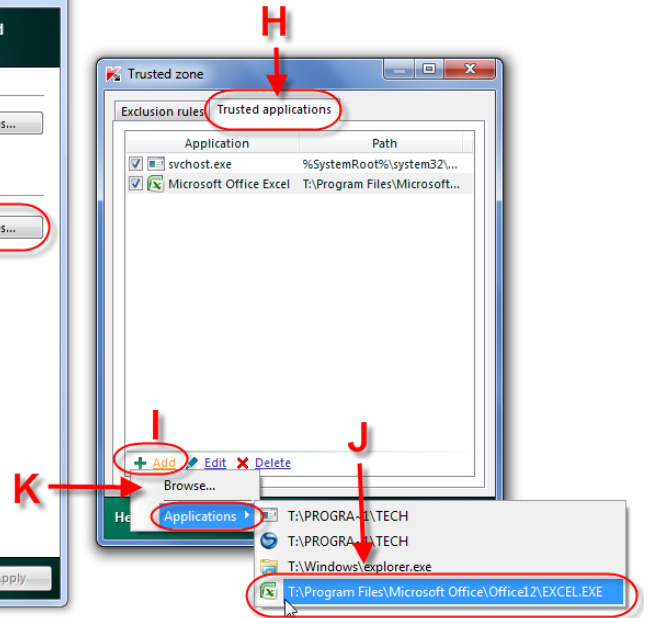 H
Trusted zone
Exclusion rules
Trusted applications
Application Path
svchost.exe %SystemRoot%\system32\...
Microsoft Office Excel T:\Program Files\Microsoft...
I
J
Add Edit Delete
K
Browse...
Applications
T:\PROGRA~1\TECH
T:\PROGRA~1\TECH
T:\Windows\explorer.exe
T:\Program Files\Microsoft Office\Office12\EXCEL.EXE